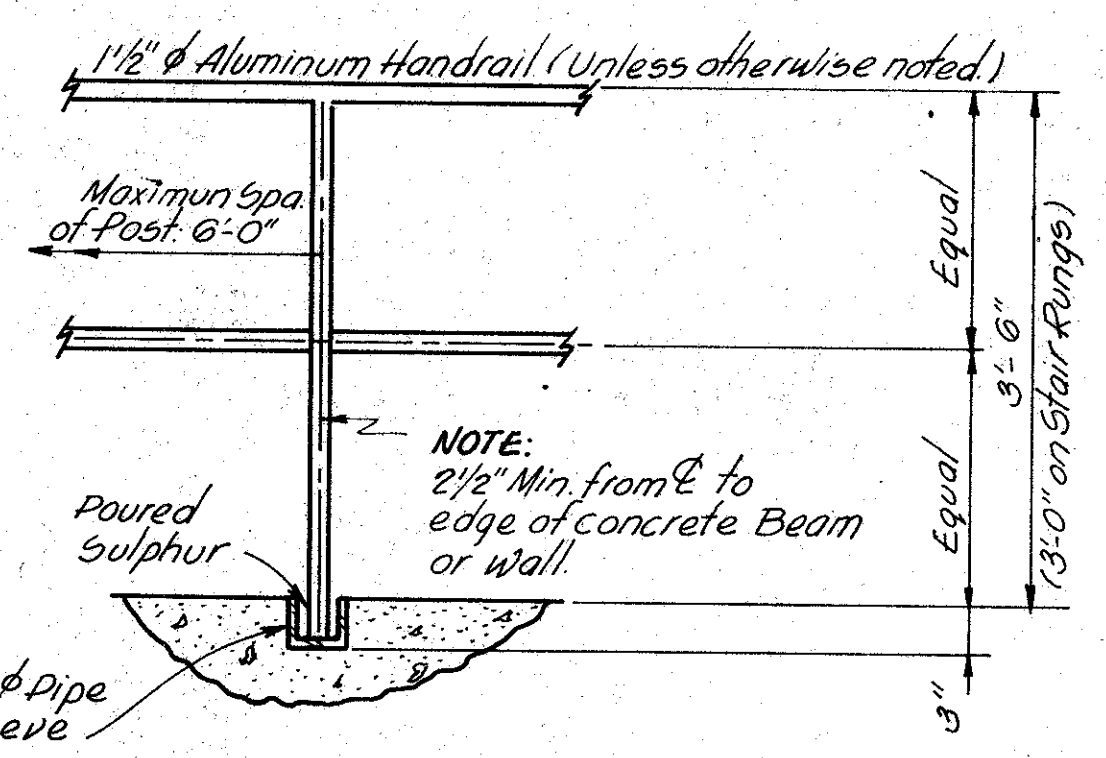 1½" ϕ Aluminum Handrail (Unless otherwise noted.)
Maximun Spa.
of Post. 6'-0"
Equal
3'-6"
(3'-0" on Stair Rungs)
NOTE:
2½" Min. from ℄ to
edge of concrete Beam
or wall.
Equal
Poured
Sulphur
ϕ Pipe
eve
3"